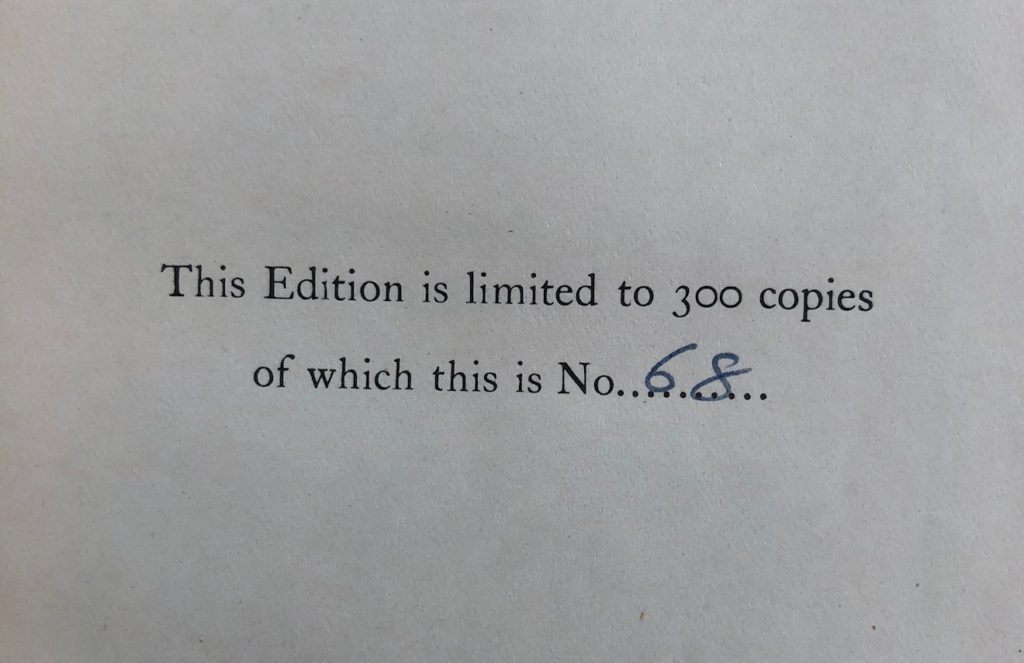 This Edition is limited to 300 copies
of which this is No..68..